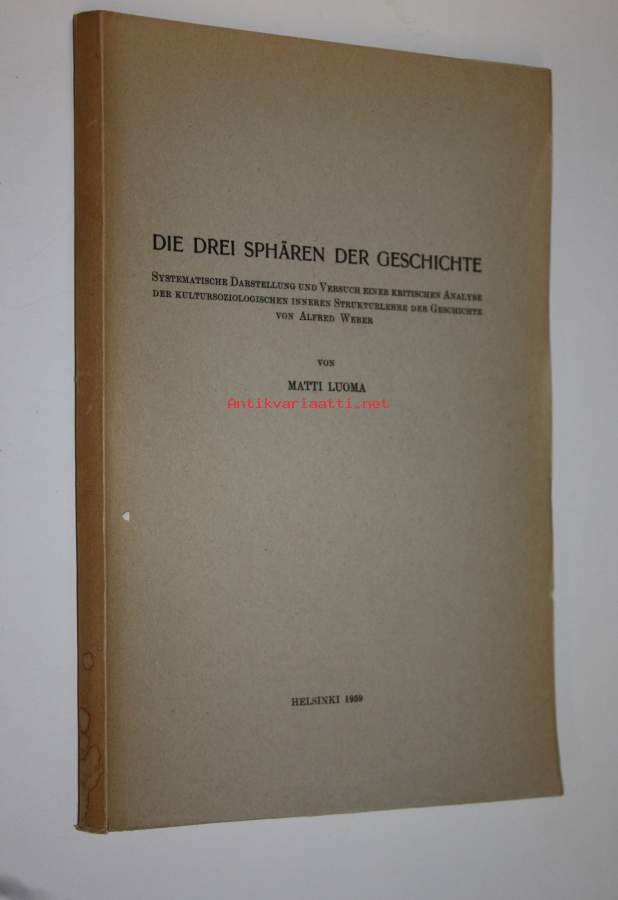 DIE DREI SPHÄREN DER GESCHICHTE
SYSTEMATISCHE DARSTELLUNG UND VERSUCH EINER KRITISCHEN ANALYSE
DER KULTURSOZIOLOGISCHEN INNEREN STRUKTURLEHRE DER GESCHICHTE
VON ALFRED WEBER
VON
MATTI LUOMA
Antikvariaatti.net
HELSINKI 1959